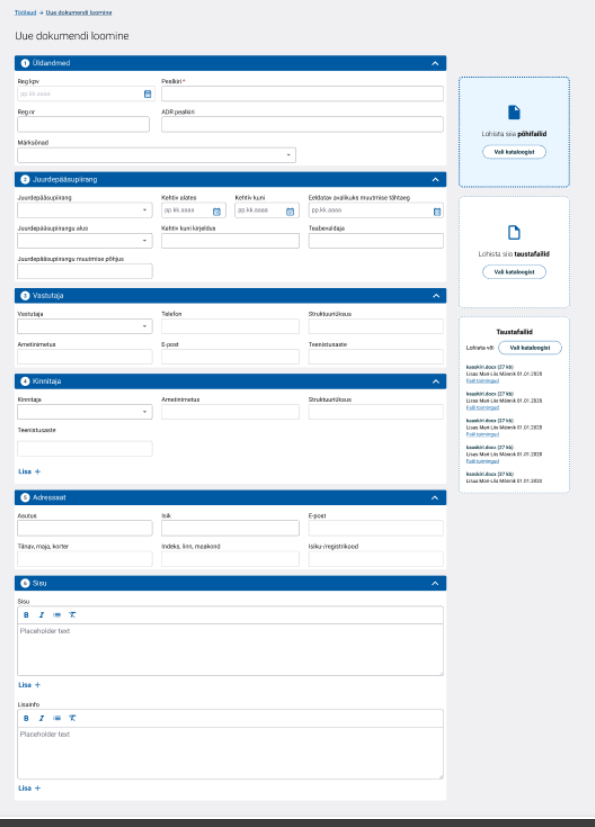 Töölaud → Uue dokumendi loomine
Uue dokumendi loomine
1 Üldandmed
Reg kpv
Pealkiri *
pp.kk.aaaa
Reg nr
ADR pealkiri
Märksõnad
2 Juurdepääsupiirang
Juurdepääsupiirang
Kehtiv alates
Kehtiv kuni
Eeldatav avalikuks muutmise tähtaeg
pp.kk.aaaa
pp.kk.aaaa
pp.kk.aaaa
Juurdepääsupiirangu alus
Kehtiv kuni kirjeldus
Teabevaldaja
Juurdepääsupiirangu muutmise põhjus
3 Vastutaja
Vastutaja
Telefon
Struktuuriüksus
Ametinimetus
E-post
Teenistusaste
4 Kinnitaja
Kinnitaja
Ametinimetus
Struktuuriüksus
Teenistusaste
Lisa +
5 Adressaat
Asutus
Isik
E-post
Tänav, maja, korter
Indeks, linn, maakond
Isiku-/registrikood
6 Sisu
Sisu
B I
Placeholder text
Lisa +
Lisainfo
B I
Placeholder text
Lisa +
Lohista siia põhifailid
Vali kataloogist
Lohista siia taustafailid
Vali kataloogist
Taustafailid
Lohista või
Vali kataloogist
kaaskiri.docx (27 kb)
Lisas Mari-Liis Männik 01.01.2020
Faili toimingud
kaaskiri.docx (27 kb)
Lisas Mari-Liis Männik 01.01.2020
Faili toimingud
kaaskiri.docx (27 kb)
Lisas Mari-Liis Männik 01.01.2020
Faili toimingud
kaaskiri.docx (27 kb)
Lisas Mari-Liis Männik 01.01.2020
Faili toimingud
kaaskiri.docx (27 kb)
Lisas Mari-Liis Männik 01.01.2020